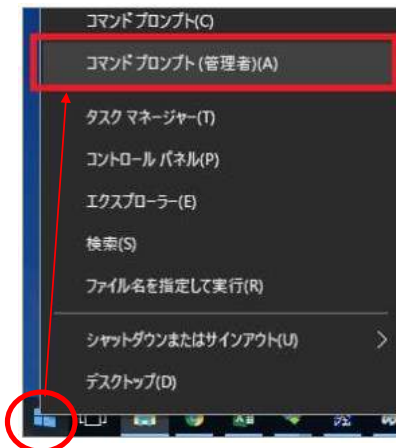 コマンド プロンプト(C)
コマンド プロンプト (管理者)(A)
タスク マネージャー(T)
コントロール パネル(P)
エクスプローラー(E)
検索(S)
ファイル名を指定して実行(R)
シャットダウンまたはサインアウト(U)
デスクトップ(D)